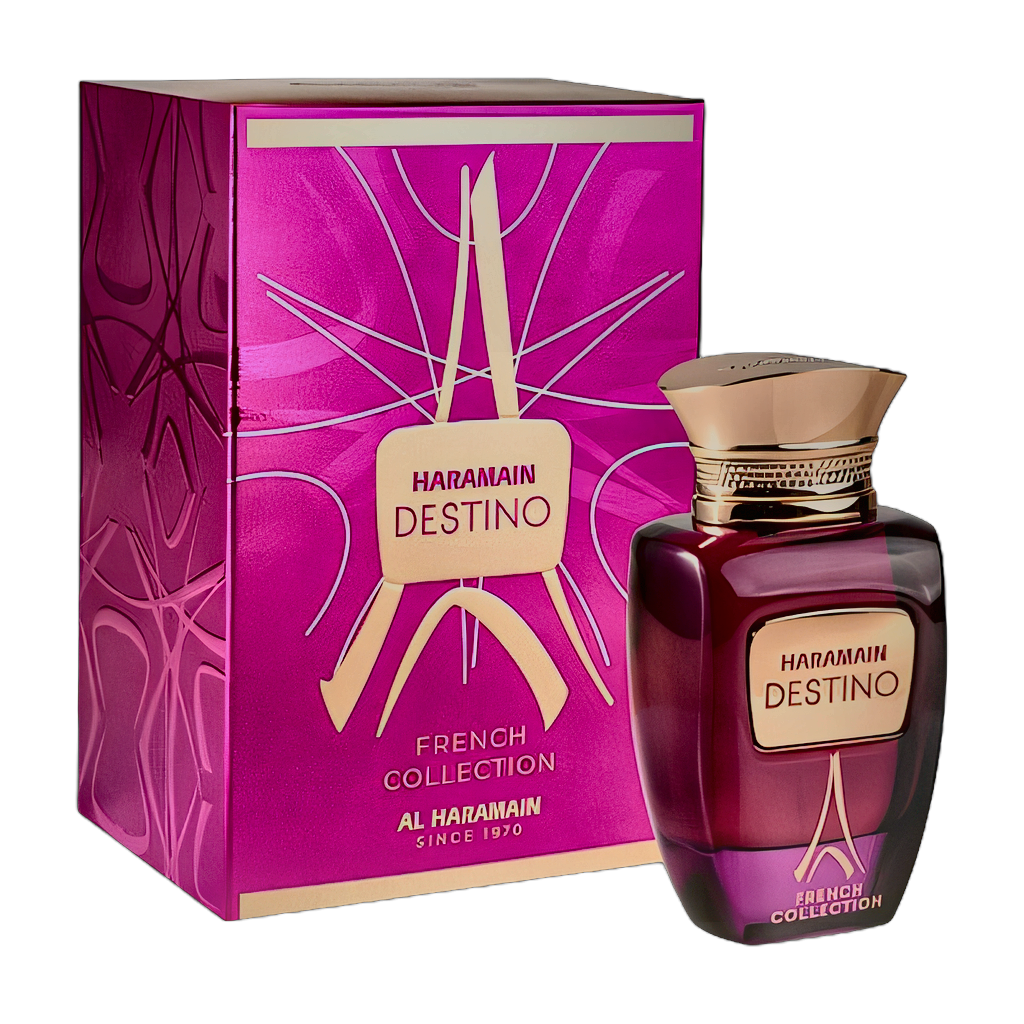 HARAMAIN
DESTINO
FRENCH
COLLECTION
AL HARAMAIN
SINCE 1970
HARAMAIN
DESTINO
FRENCH
COLLECTION